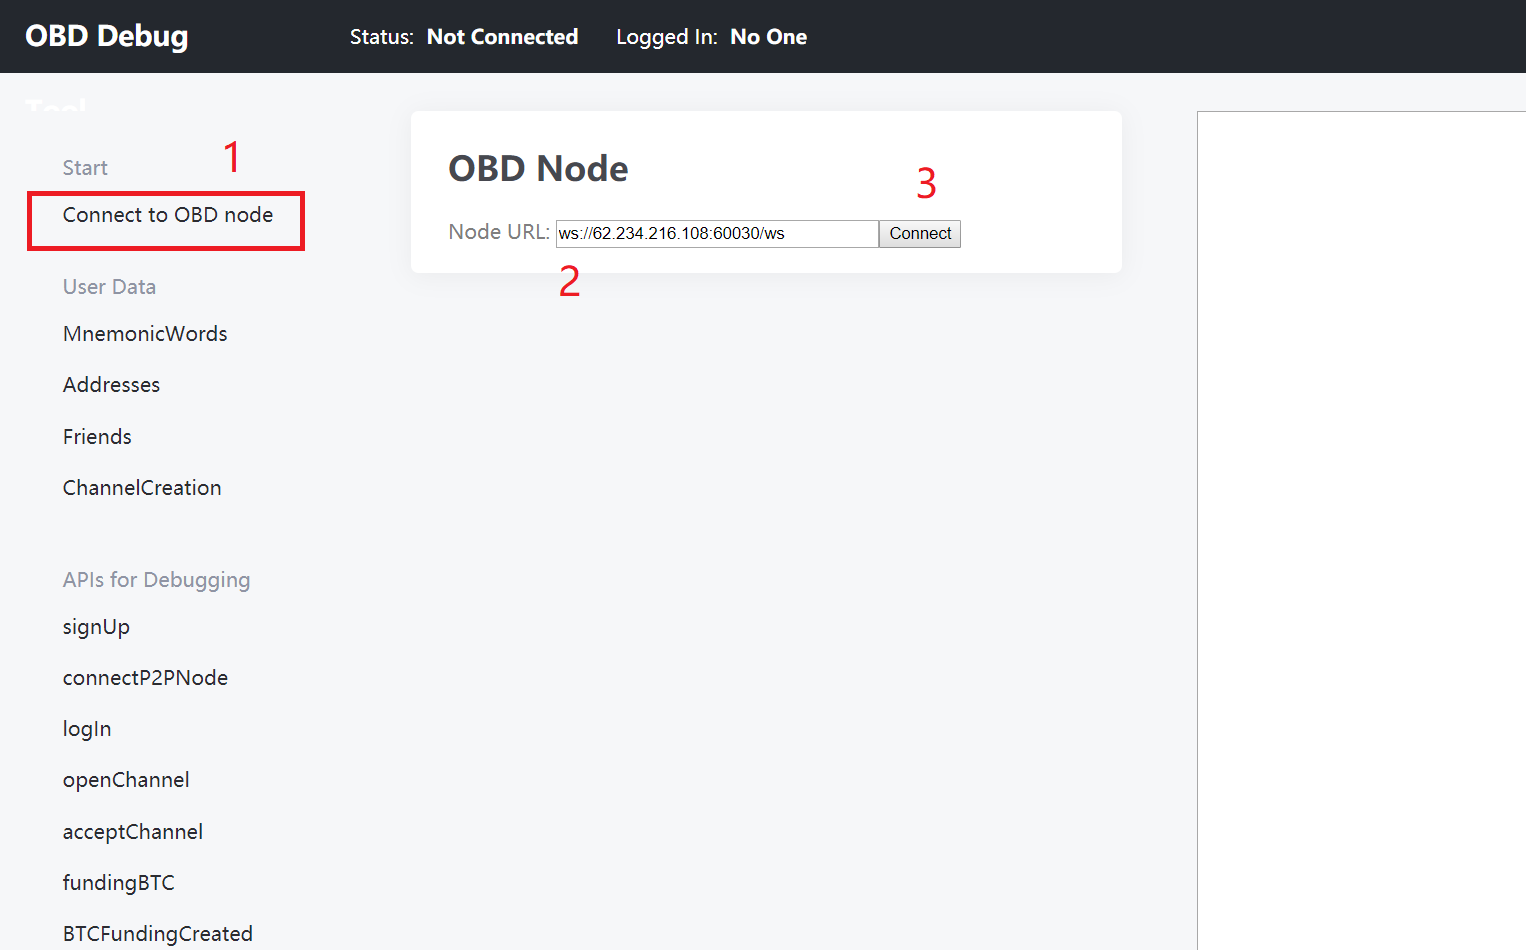 OBD Debug
Status: Not Connected
Logged In: No One
Tool
1
Start
Connect to OBD node
User Data
MnemonicWords
Addresses
Friends
ChannelCreation
APIs for Debugging
signUp
connectP2PNode
logIn
openChannel
acceptChannel
fundingBTC
BTCFundingCreated
OBD Node
3
Node URL: ws://62.234.216.108:60030/ws Connect
2